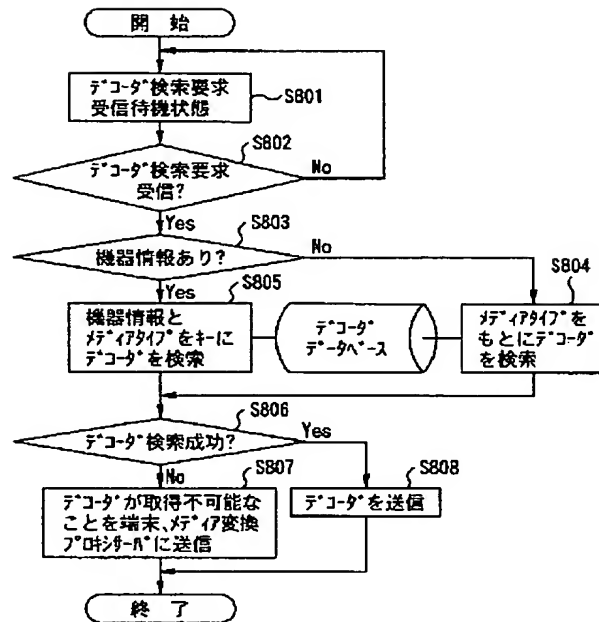 開 始
デコーダ検索要求
受信待機状態
S801
S802
デコーダ検索要求
受信?
No
Yes
S803
機器情報あり?
No
Yes
S805
S804
機器情報と
メディアタイプをキーに
デコーダを検索
デコーダ
データベース
メディアタイプを
もとにデコーダ
を検索
S806
デコーダ検索成功?
Yes
No
S807
S808
デコーダが取得不可能な
ことを端末、メディア変換
プロキシサーバに送信
デコーダを送信
終 了